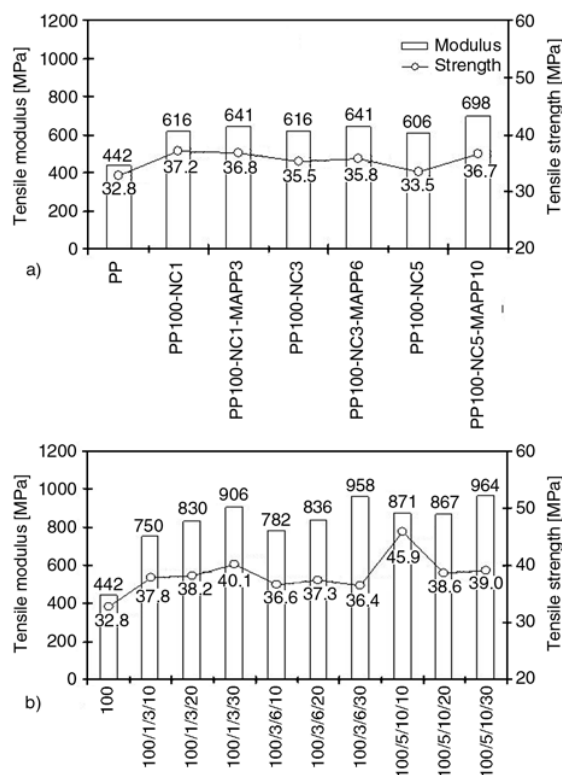 1200
1000
800
600
400
200
0
Tensile modulus [MPa]
60
50
40
30
20
Tensile strength [MPa]
Modulus
Strength
442 616 641 616 641 606 698
32.8 37.2 36.8 35.5 35.8 33.5 36.7
a)
PP
PP100-NC1
PP100-NC1-MAPP3
PP100-NC3
PP100-NC3-MAPP6
PP100-NC5
PP100-NC5-MAPP10
1200
1000
800
600
400
200
0
Tensile modulus [MPa]
60
50
40
30
20
Tensile strength [MPa]
442 750 830 906 782 836 958 871 867 964
32.8 37.8 38.2 40.1 36.6 37.3 36.4 45.9 38.6 39.0
b)
100
100/1/3/10
100/1/3/20
100/1/3/30
100/3/6/10
100/3/6/20
100/3/6/30
100/5/10/10
100/5/10/20
100/5/10/30